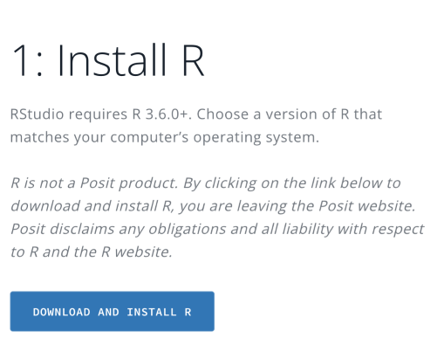 1: Install R
RStudio requires R 3.6.0+. Choose a version of R that
matches your computer's operating system.
R is not a Posit product. By clicking on the link below to
download and install R, you are leaving the Posit website.
Posit disclaims any obligations and all liability with respect
to R and the R website.
DOWNLOAD AND INSTALL R